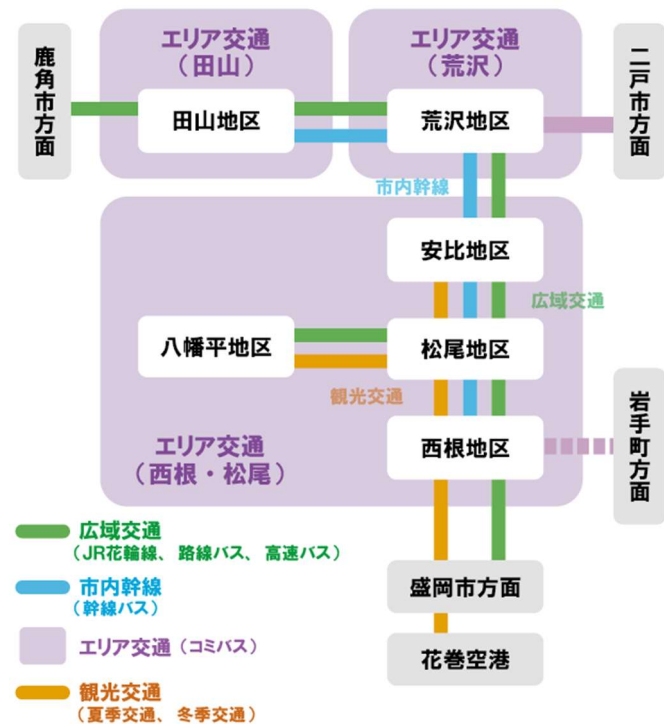 エリア交通
（田山）
エリア交通
（荒沢）
鹿角市方面
二戸市方面
田山地区
荒沢地区
市内幹線
安比地区
広域交通
八幡平地区
松尾地区
観光交通
西根地区
岩手町方面
エリア交通
（西根・松尾）
広域交通
（JR花輪線、路線バス、高速バス）
市内幹線
（幹線バス）
盛岡市方面
エリア交通（コミバス）
花巻空港
観光交通
（夏季交通、冬季交通）